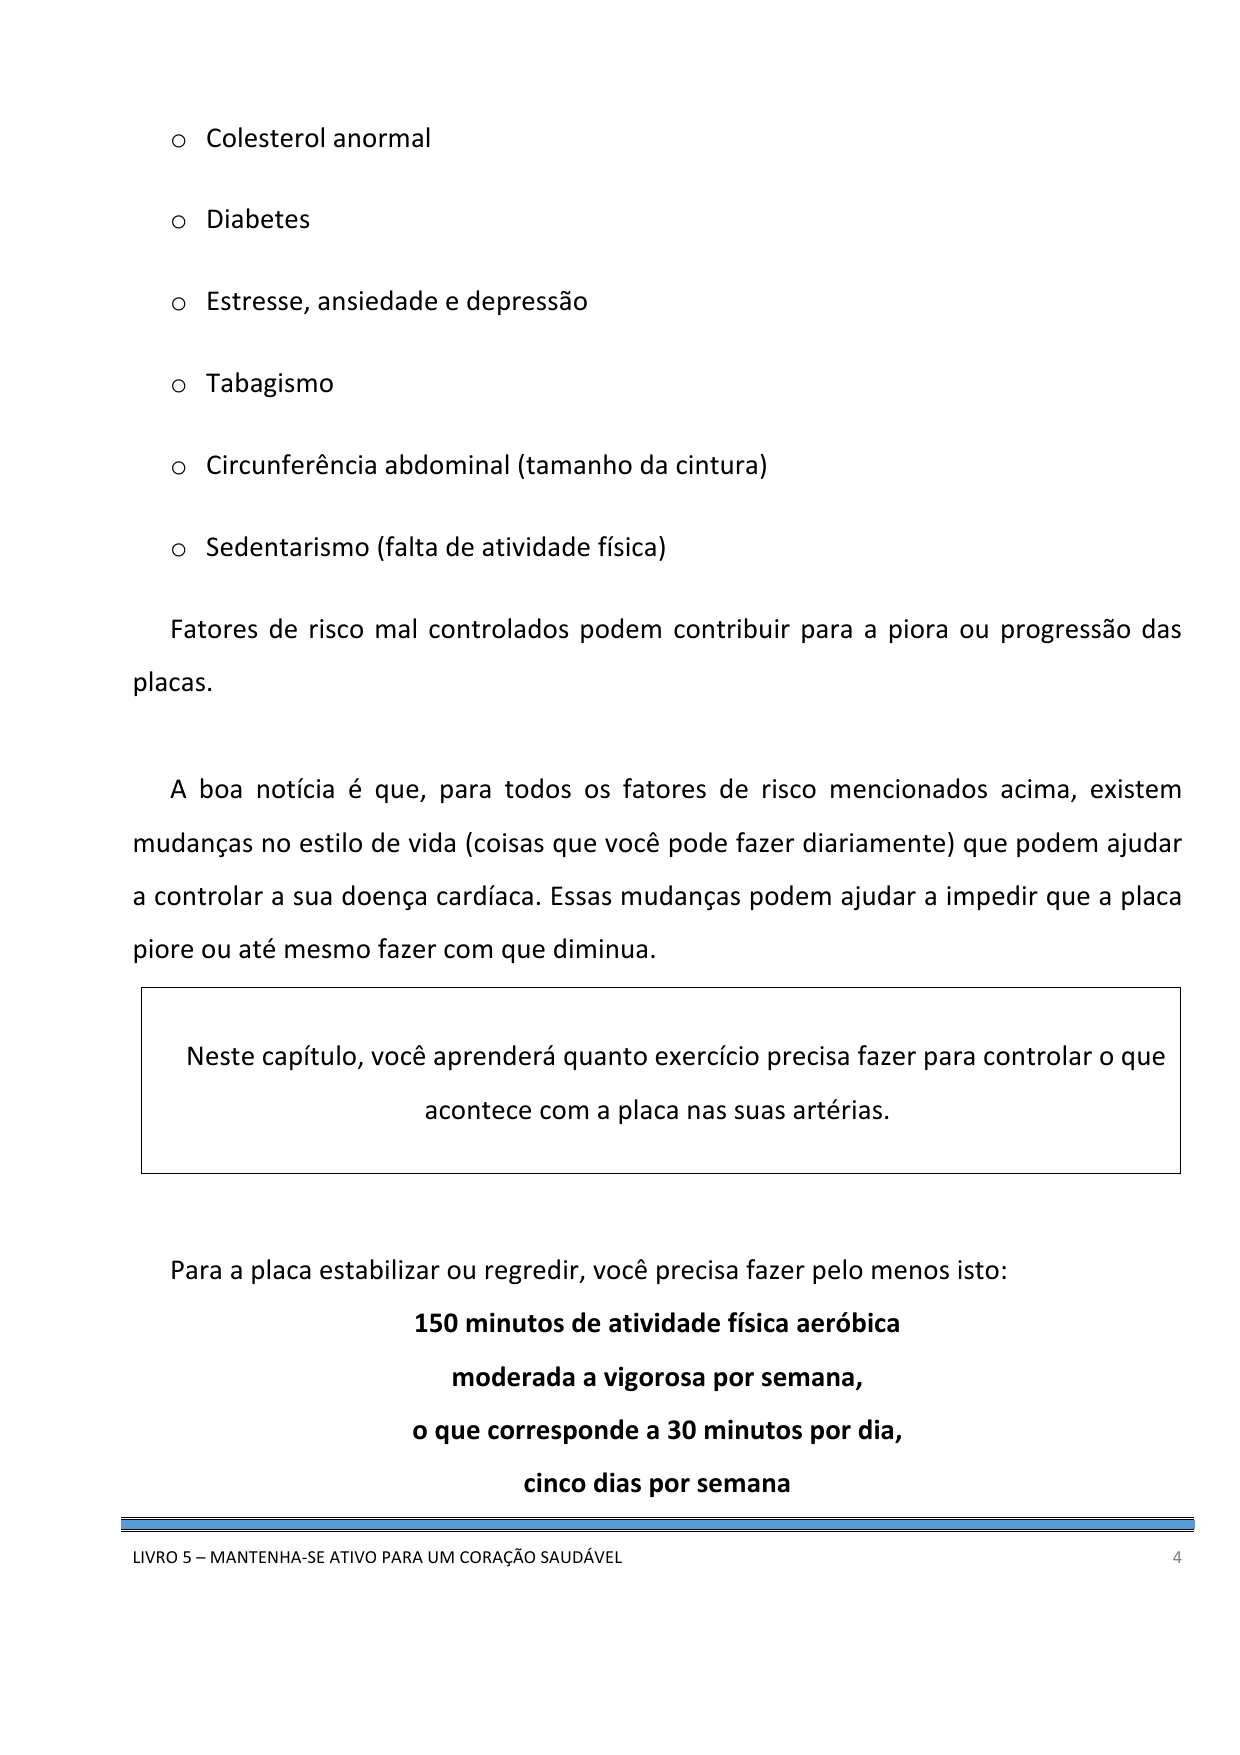 o Colesterol anormal
o Diabetes
o Estresse, ansiedade e depressão
o Tabagismo
o Circunferência abdominal (tamanho da cintura)
o Sedentarismo (falta de atividade física)
Fatores de risco mal controlados podem contribuir para a piora ou progressão das
placas.
A boa notícia é que, para todos os fatores de risco mencionados acima, existem
mudanças no estilo de vida (coisas que você pode fazer diariamente) que podem ajudar
a controlar a sua doença cardíaca. Essas mudanças podem ajudar a impedir que a placa
piore ou até mesmo fazer com que diminua.
Neste capítulo, você aprenderá quanto exercício precisa fazer para controlar o que
acontece com a placa nas suas artérias.
Para a placa estabilizar ou regredir, você precisa fazer pelo menos isto:
150 minutos de atividade física aeróbica
moderada a vigorosa por semana,
o que corresponde a 30 minutos por dia,
cinco dias por semana
LIVRO 5 – MANTENHA-SE ATIVO PARA UM CORAÇÃO SAUDÁVEL 4